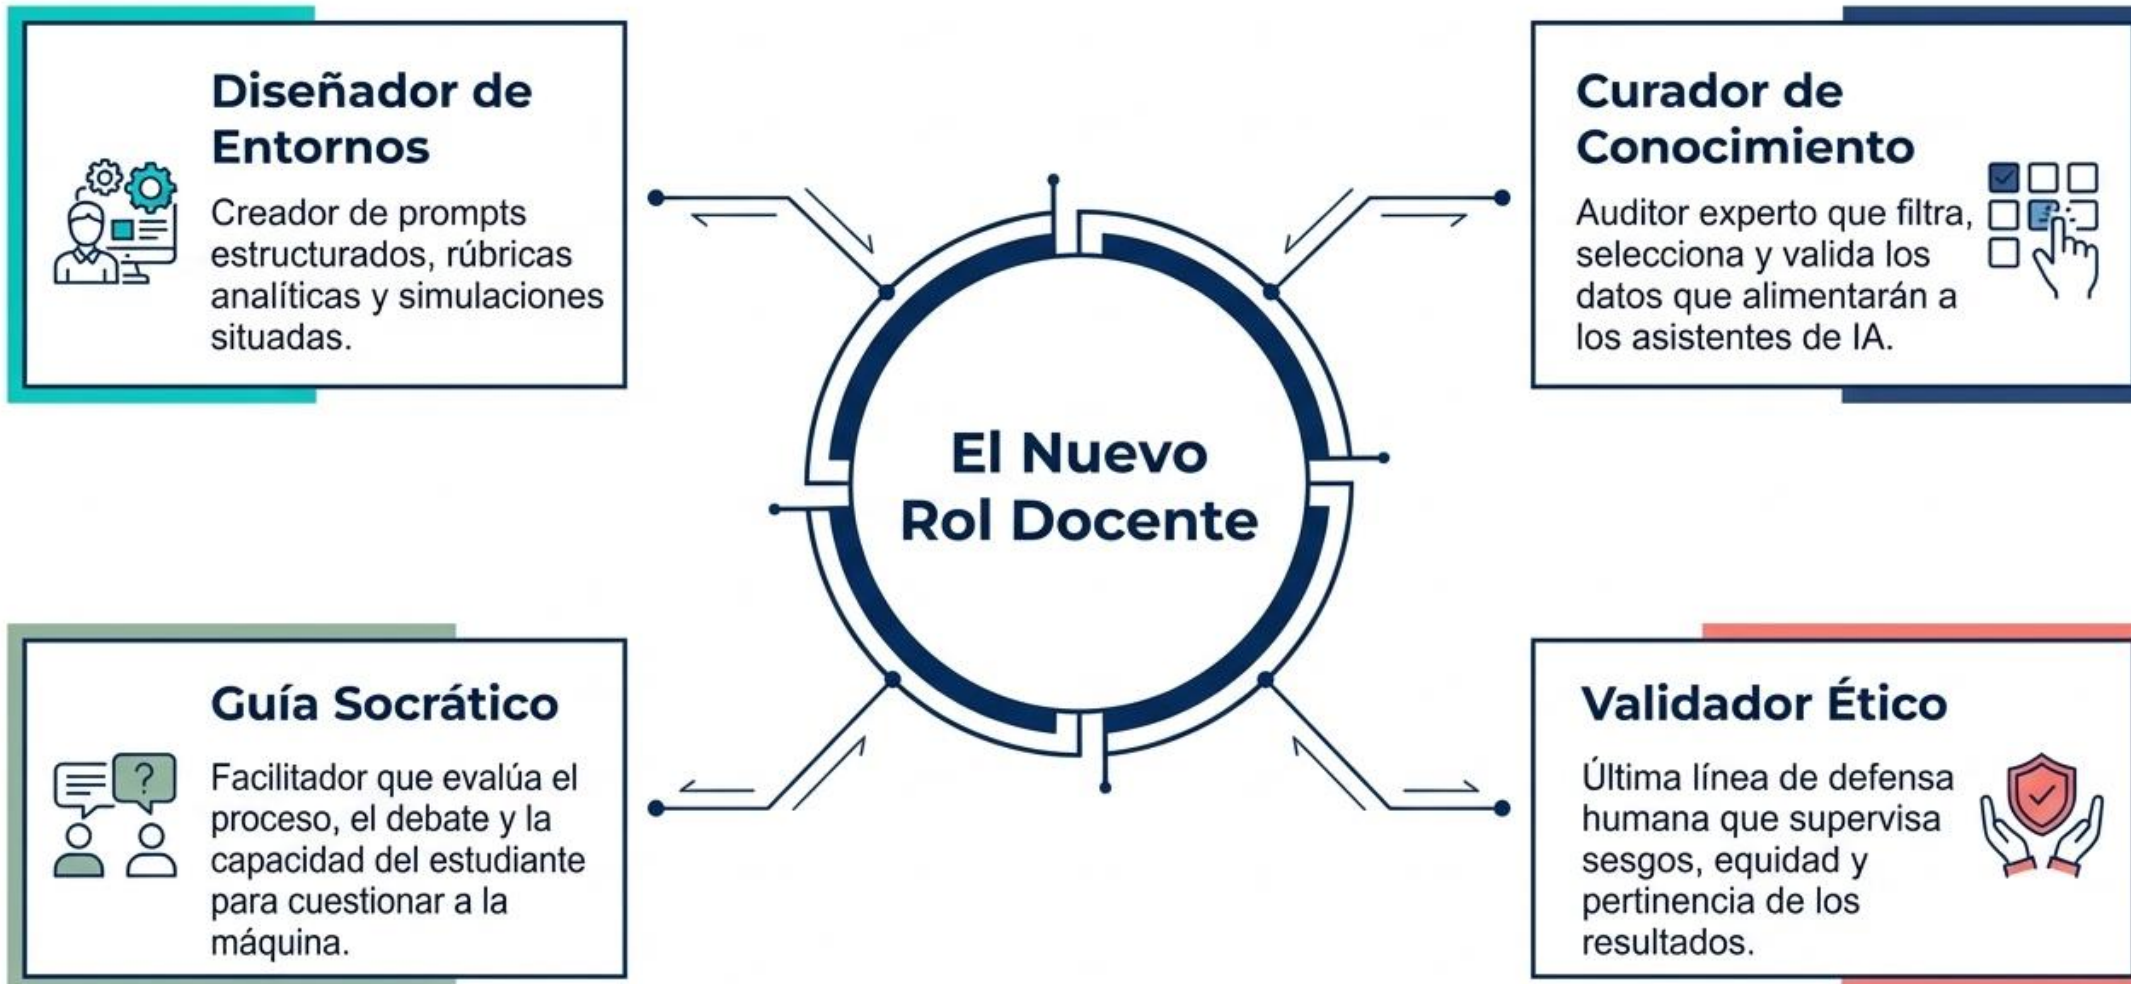 Diseñador de
Entornos
Creador de prompts
estructurados, rúbricas
analíticas y simulaciones
situadas.
Curador de
Conocimiento
Auditor experto que filtra,
selecciona y valida los
datos que alimentarán a
los asistentes de IA.
El Nuevo
Rol Docente
Guía Socrático
Facilitador que evalúa el
proceso, el debate y la
capacidad del estudiante
para cuestionar a la
máquina.
Validador Ético
Última línea de defensa
humana que supervisa
sesgos, equidad y
pertinencia de los
resultados.